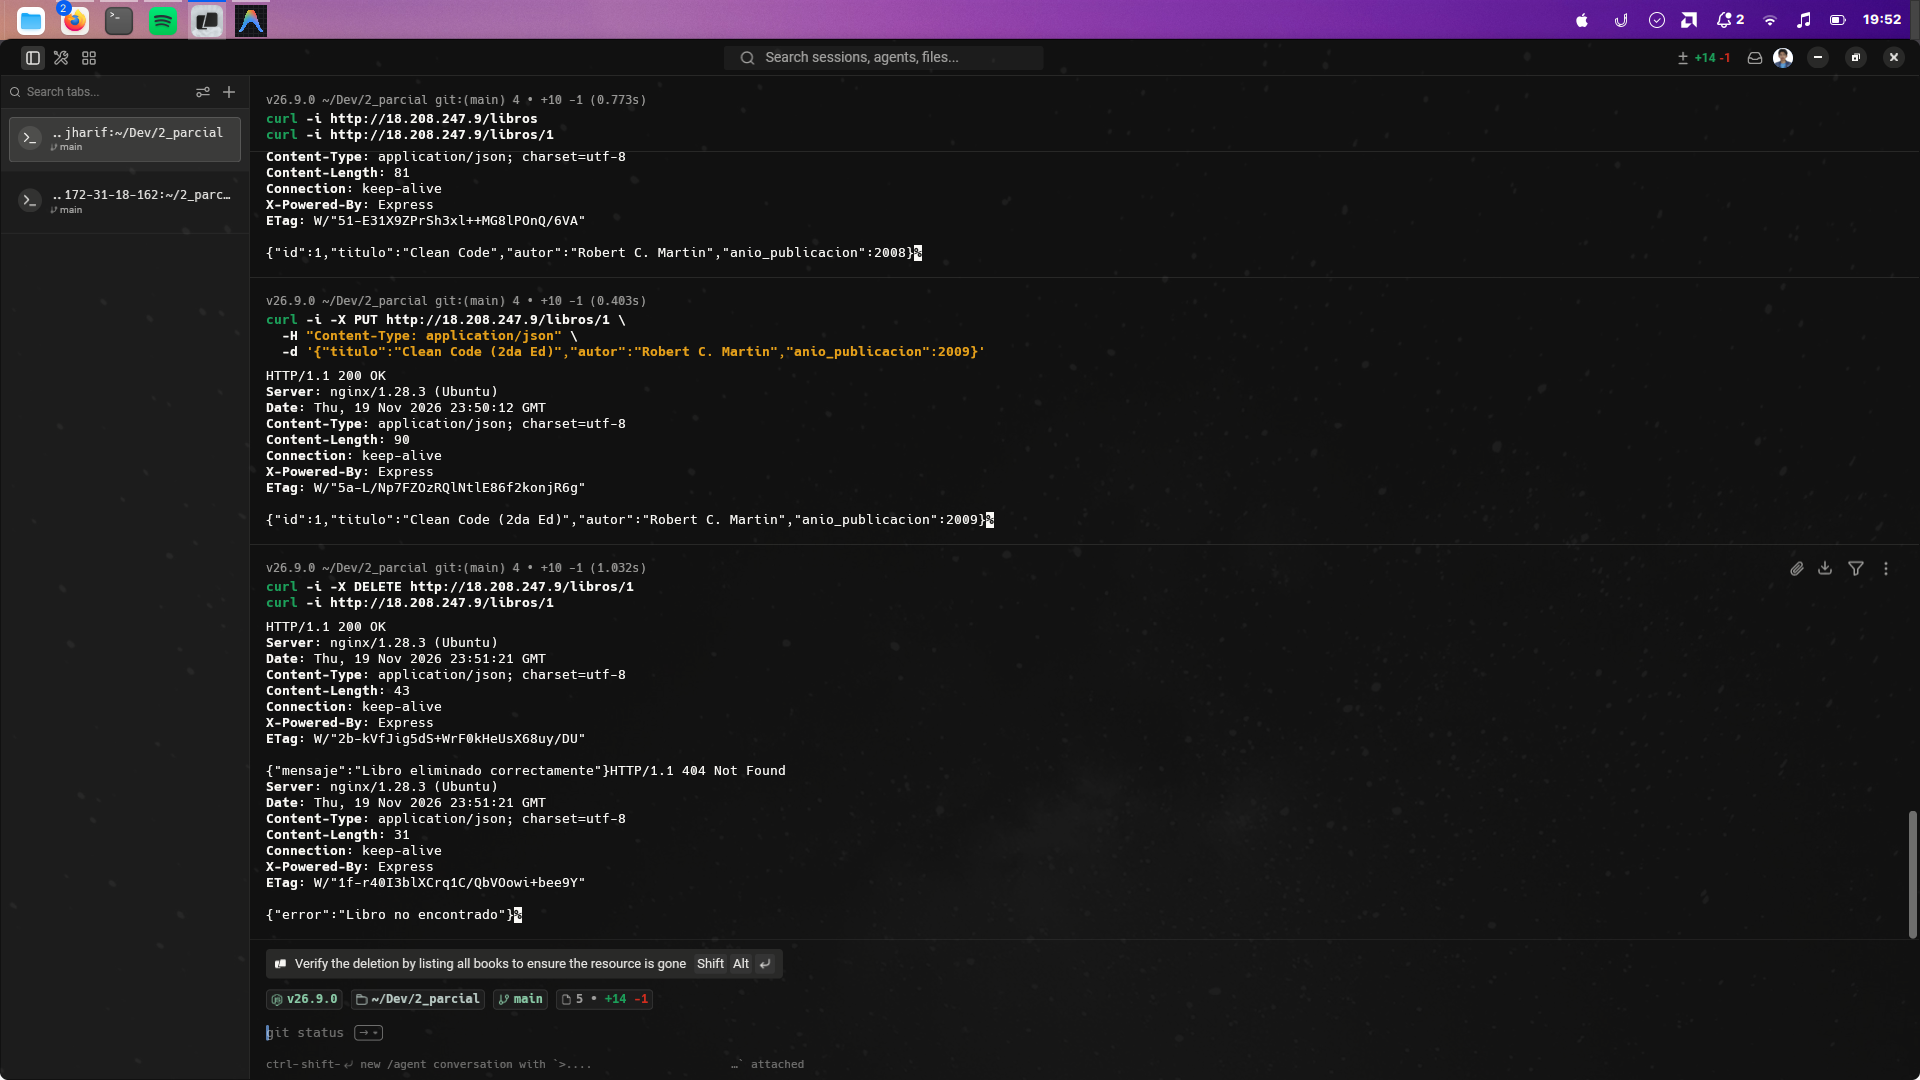 2
2
19:52
Search sessions, agents, files...
+14 -1
Search tabs...
..jharif:~/Dev/2_parcial
main
..172-31-18-162:~/2_parc…
main
v26.9.0 ~/Dev/2_parcial git:(main) 4 • +10 -1 (0.773s)
curl -i http://18.208.247.9/libros
curl -i http://18.208.247.9/libros/1
Content-Type: application/json; charset=utf-8
Content-Length: 81
Connection: keep-alive
X-Powered-By: Express
ETag: W/"51-E31X9ZPrSh3xl++MG8lPOnQ/6VA"
{"id":1,"titulo":"Clean Code","autor":"Robert C. Martin","anio_publicacion":2008}%
v26.9.0 ~/Dev/2_parcial git:(main) 4 • +10 -1 (0.403s)
curl -i -X PUT http://18.208.247.9/libros/1 \
-H "Content-Type: application/json" \
-d '{"titulo":"Clean Code (2da Ed)","autor":"Robert C. Martin","anio_publicacion":2009}'
HTTP/1.1 200 OK
Server: nginx/1.28.3 (Ubuntu)
Date: Thu, 19 Nov 2026 23:50:12 GMT
Content-Type: application/json; charset=utf-8
Content-Length: 90
Connection: keep-alive
X-Powered-By: Express
ETag: W/"5a-L/Np7FZOzRQlNtlE86f2konjR6g"
{"id":1,"titulo":"Clean Code (2da Ed)","autor":"Robert C. Martin","anio_publicacion":2009}%
v26.9.0 ~/Dev/2_parcial git:(main) 4 • +10 -1 (1.032s)
curl -i -X DELETE http://18.208.247.9/libros/1
curl -i http://18.208.247.9/libros/1
HTTP/1.1 200 OK
Server: nginx/1.28.3 (Ubuntu)
Date: Thu, 19 Nov 2026 23:51:21 GMT
Content-Type: application/json; charset=utf-8
Content-Length: 43
Connection: keep-alive
X-Powered-By: Express
ETag: W/"2b-kVfJig5dS+WrF0kHeUsX68uy/DU"
{"mensaje":"Libro eliminado correctamente"}HTTP/1.1 404 Not Found
Server: nginx/1.28.3 (Ubuntu)
Date: Thu, 19 Nov 2026 23:51:21 GMT
Content-Type: application/json; charset=utf-8
Content-Length: 31
Connection: keep-alive
X-Powered-By: Express
ETag: W/"1f-r40I3blXCrq1C/QbVOowi+bee9Y"
{"error":"Libro no encontrado"}%
Verify the deletion by listing all books to ensure the resource is gone Shift Alt ↵
v26.9.0 ~/Dev/2_parcial main 5 • +14 -1
git status
ctrl-shift-↵ new /agent conversation with `>.... …` attached